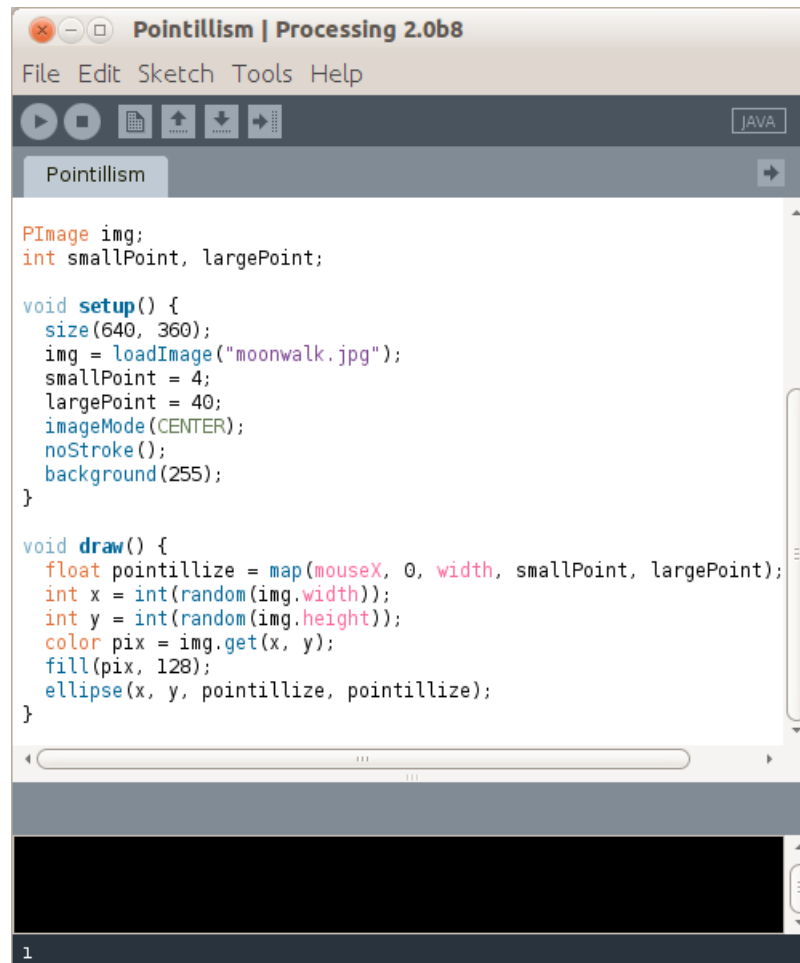 Pointillism | Processing 2.0b8
File Edit Sketch Tools Help
JAVA
Pointillism
PImage img;
int smallPoint, largePoint;
void setup() {
  size(640, 360);
  img = loadImage("moonwalk.jpg");
  smallPoint = 4;
  largePoint = 40;
  imageMode(CENTER);
  noStroke();
  background(255);
}
void draw() {
  float pointillize = map(mouseX, 0, width, smallPoint, largePoint);
  int x = int(random(img.width));
  int y = int(random(img.height));
  color pix = img.get(x, y);
  fill(pix, 128);
  ellipse(x, y, pointillize, pointillize);
}
1